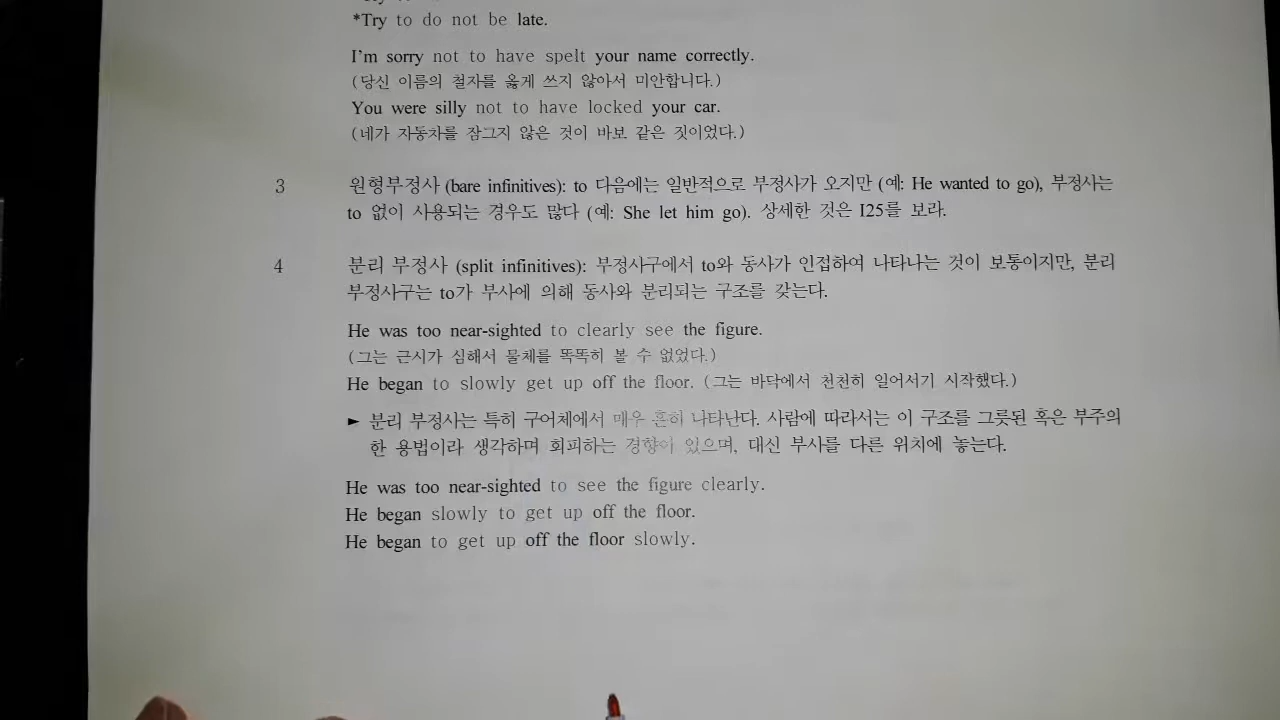 *Try to do not be late.
I'm sorry not to have spelt your name correctly.
(당신 이름의 철자를 옳게 쓰지 않아서 미안합니다.)
You were silly not to have locked your car.
(네가 자동차를 잠그지 않은 것이 바보 같은 짓이었다.)
3 원형부정사 (bare infinitives): to 다음에는 일반적으로 부정사가 오지만 (예: He wanted to go), 부정사는
to 없이 사용되는 경우도 많다 (예: She let him go). 상세한 것은 I25를 보라.
4 분리 부정사 (split infinitives): 부정사구에서 to와 동사가 인접하여 나타나는 것이 보통이지만, 분리
부정사구는 to가 부사에 의해 동사와 분리되는 구조를 갖는다.
He was too near-sighted to clearly see the figure.
(그는 근시가 심해서 물체를 똑똑히 볼 수 없었다.)
He began to slowly get up off the floor. (그는 바닥에서 천천히 일어서기 시작했다.)
► 분리 부정사는 특히 구어체에서 매우 흔히 나타난다. 사람에 따라서는 이 구조를 그릇된 혹은 부주의
한 용법이라 생각하며 회피하는 경향이 있으며, 대신 부사를 다른 위치에 놓는다.
He was too near-sighted to see the figure clearly.
He began slowly to get up off the floor.
He began to get up off the floor slowly.